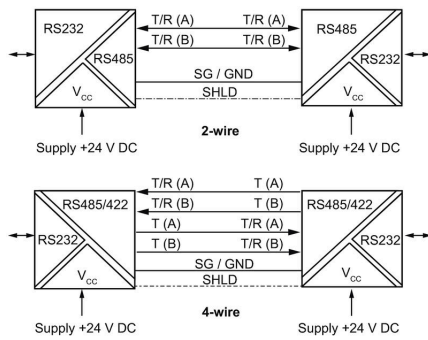 T/R (A) T/R (A)
RS232 RS485
T/R (B) T/R (B)
RS485 RS232
SG / GND
VCC SHLD VCC
2-wire
Supply +24 V DC Supply +24 V DC
T/R (A) T (A)
RS485/422 RS485/422
T/R (B) T (B)
T (A) T/R (A)
RS232 RS232
T (B) T/R (B)
SG / GND
VCC SHLD VCC
4-wire
Supply +24 V DC Supply +24 V DC